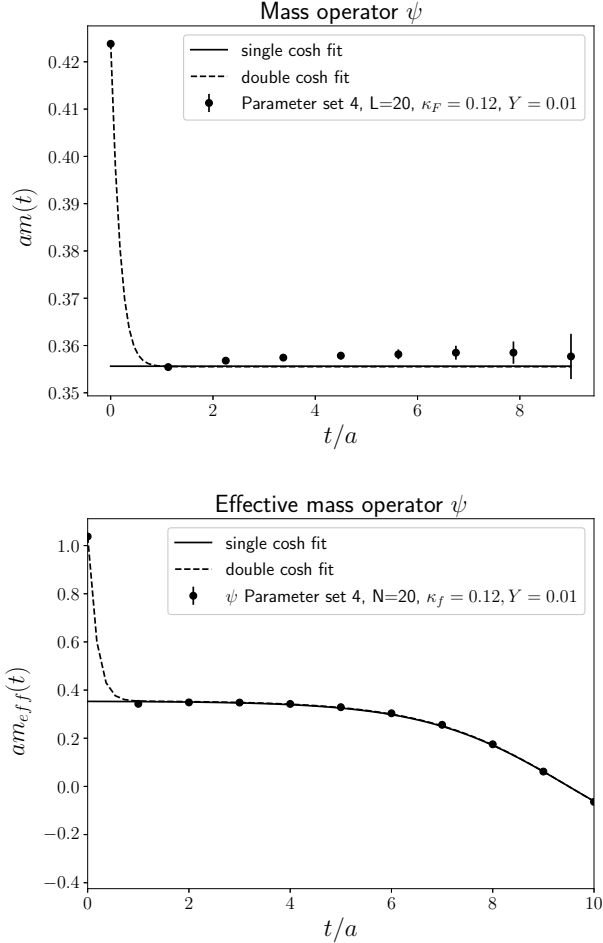 Mass operator ψ
0.42
0.41
0.40
0.39
0.38
0.37
0.36
0.35
am(t)
single cosh fit
double cosh fit
Parameter set 4, L=20, κ_F = 0.12, Y = 0.01
0 2 4 6 8
t/a
Effective mass operator ψ
1.0
0.8
0.6
0.4
0.2
0.0
−0.2
−0.4
am_{eff}(t)
single cosh fit
double cosh fit
ψ Parameter set 4, N=20, κ_f = 0.12, Y = 0.01
0 2 4 6 8 10
t/a